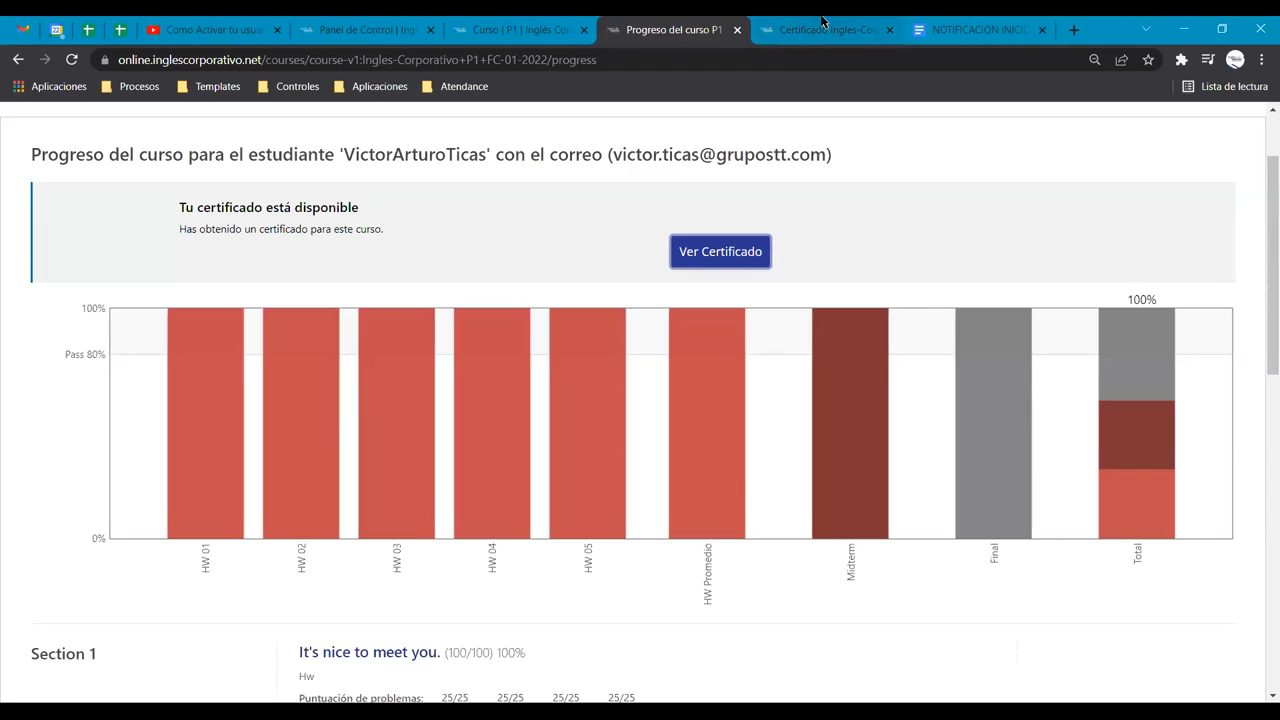 Como Activar tu usua
Panel de Control | Ing
Curso | P1 | Inglés Cor
Progreso del curso P1
Certificado Ingles-Cor
NOTIFICACION INICIO
online.inglescorporativo.net/courses/course-v1:Ingles-Corporativo+P1+FC-01-2022/progress
Aplicaciones
Procesos
Templates
Controles
Aplicaciones
Atendance
Lista de lectura
Progreso del curso para el estudiante 'VictorArturoTicas' con el correo (victor.ticas@grupostt.com)
Tu certificado está disponible
Has obtenido un certificado para este curso.
Ver Certificado
100%
100%
Pass 80%
0%
HW 01
HW 02
HW 03
HW 04
HW 05
HW Promedio
Midterm
Final
Total
Section 1
It's nice to meet you. (100/100) 100%
Hw
Puntuación de problemas: 25/25 25/25 25/25 25/25